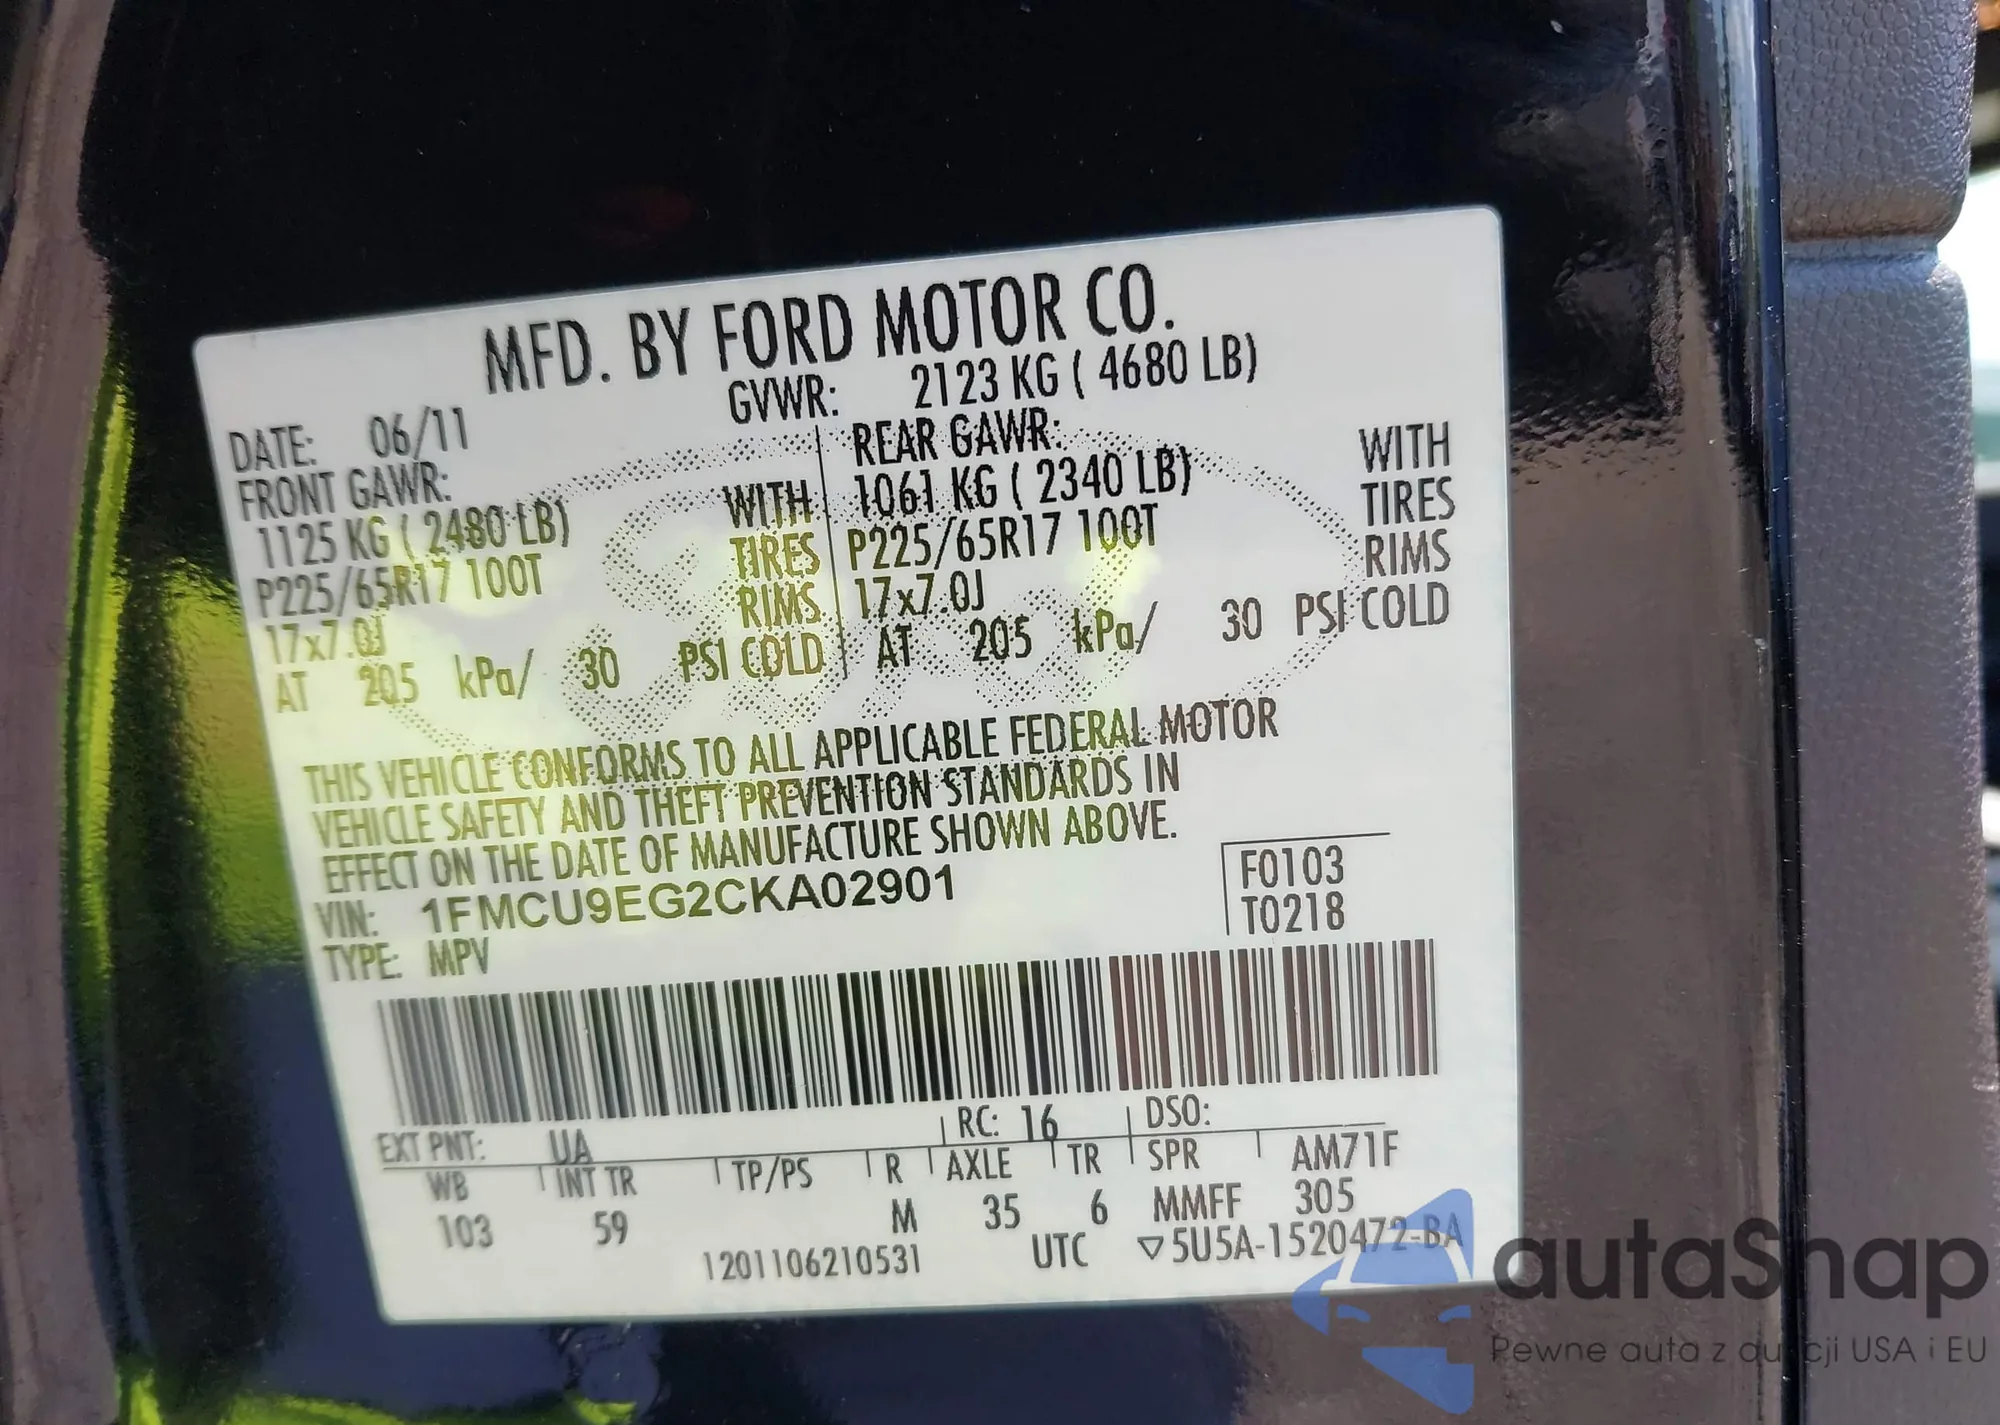 MFD. BY FORD MOTOR CO.
DATE: 06/11 GVWR: 2123 KG ( 4680 LB)
FRONT GAWR: REAR GAWR:
1125 KG ( 2480 LB) WITH 1061 KG ( 2340 LB) WITH
P225/65R17 100T TIRES P225/65R17 100T TIRES
17x7.0J RIMS 17x7.0J RIMS
AT 205 kPa/ 30 PSI COLD AT 205 kPa/ 30 PSI COLD
THIS VEHICLE CONFORMS TO ALL APPLICABLE FEDERAL MOTOR
VEHICLE SAFETY AND THEFT PREVENTION STANDARDS IN
EFFECT ON THE DATE OF MANUFACTURE SHOWN ABOVE.
VIN: 1FMCU9EG2CKA02901 F0103
TYPE: MPV T0218
EXT PNT: UA RC: 16 DSO:
WB INT TR TP/PS R AXLE TR SPR AM71F
103 59 M 35 6 MMFF 305
1201106210531 UTC ▽5U5A-1520472-BA
autaSnap
Pewne auta z aukcji USA i EU